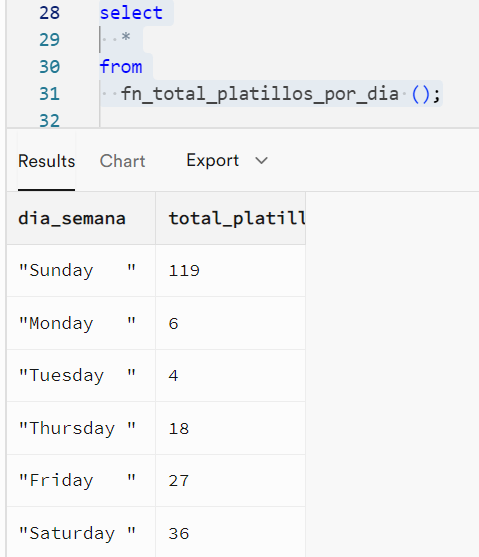 28 select
29 *
30 from
31 fn_total_platillos_por_dia ();
32
Results Chart Export
dia_semana total_platill
"Sunday   " 119
"Monday   " 6
"Tuesday  " 4
"Thursday " 18
"Friday   " 27
"Saturday " 36